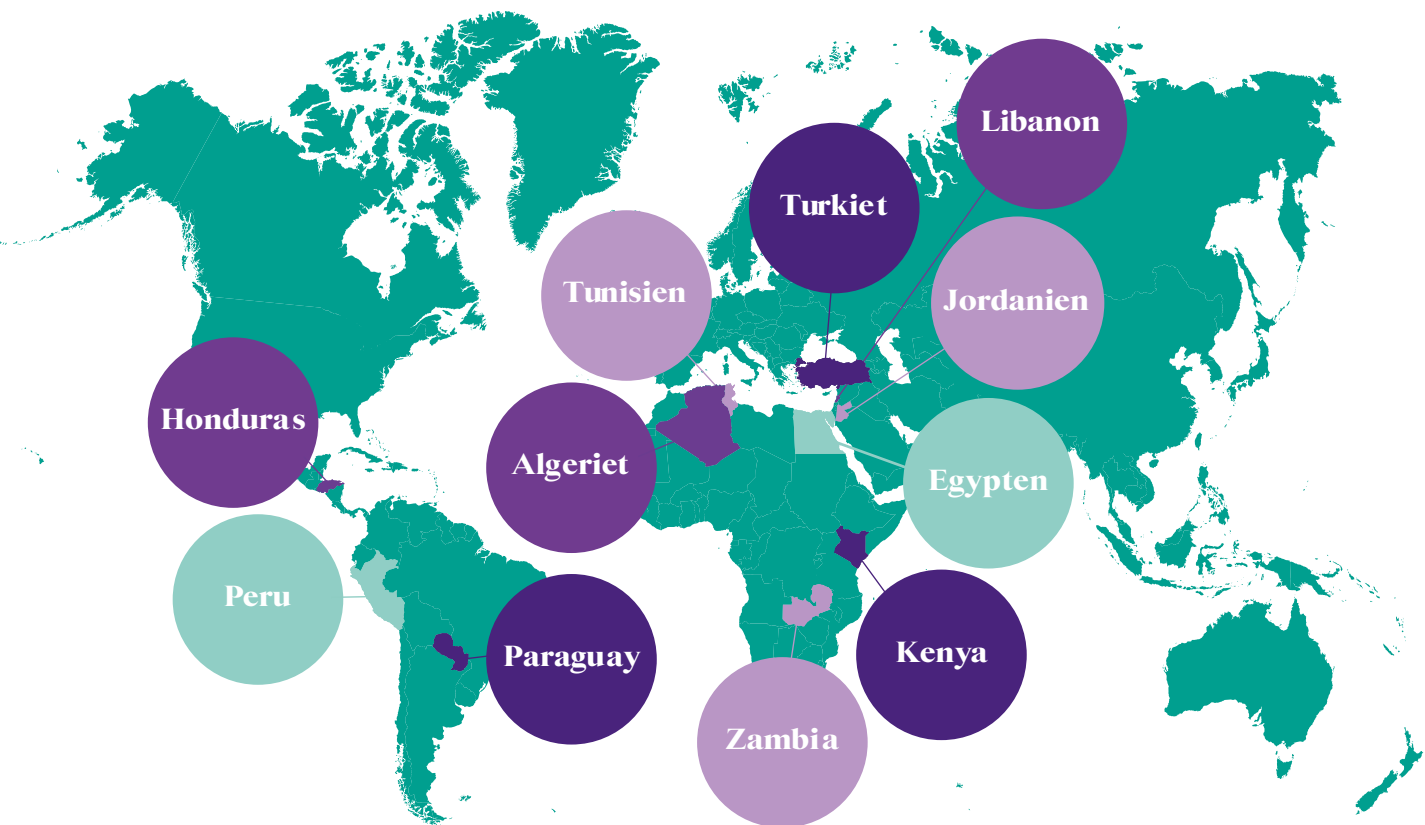 Libanon
Turkiet
Tunisien
Jordanien
Honduras
Algeriet
Egypten
Peru
Paraguay
Kenya
Zambia